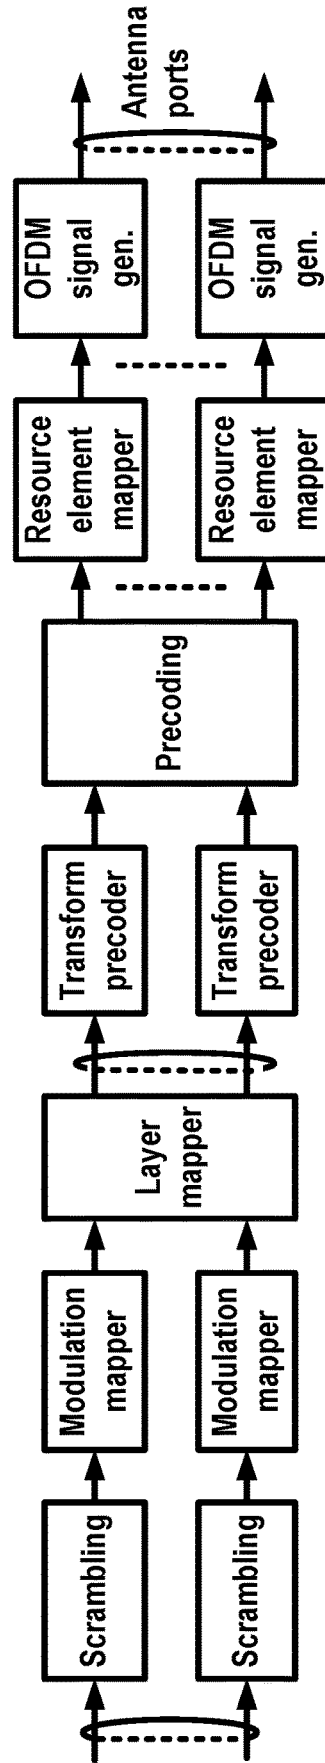 Scrambling
Scrambling
Modulation
mapper
Modulation
mapper
Layer
mapper
Transform
precoder
Transform
precoder
Precoding
Resource
element
mapper
Resource
element
mapper
OFDM
signal
gen.
OFDM
signal
gen.
Antenna
ports